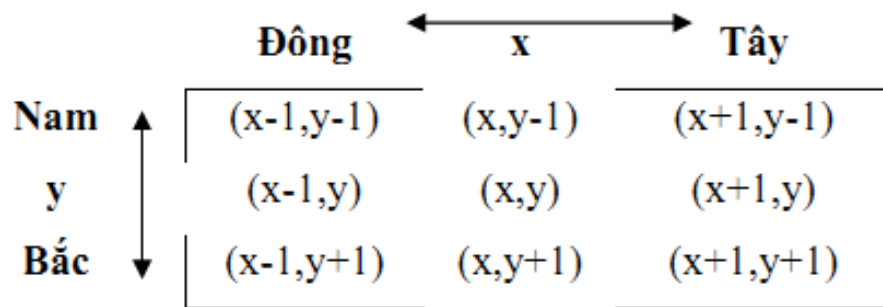 Đông x Tây
Nam (x-1,y-1) (x,y-1) (x+1,y-1)
y (x-1,y) (x,y) (x+1,y)
Bắc (x-1,y+1) (x,y+1) (x+1,y+1)